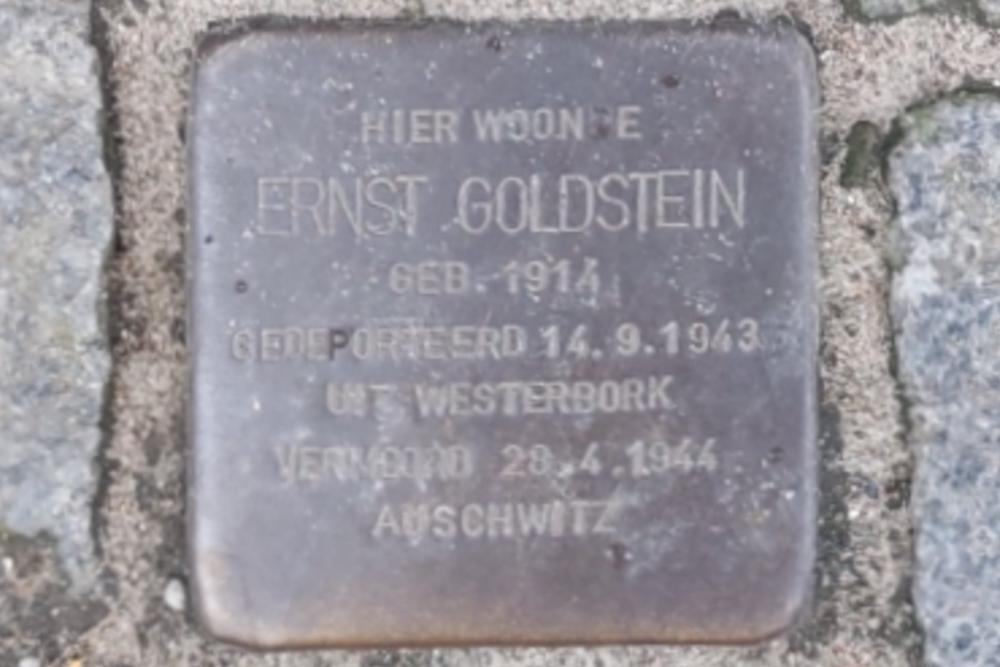 HIER WOONDE
ERNST GOLDSTEIN
GEB. 1914
GEDEPORTEERD 14.9.1943
UIT WESTERBORK
VERMOORD 28.4.1944
AUSCHWITZ